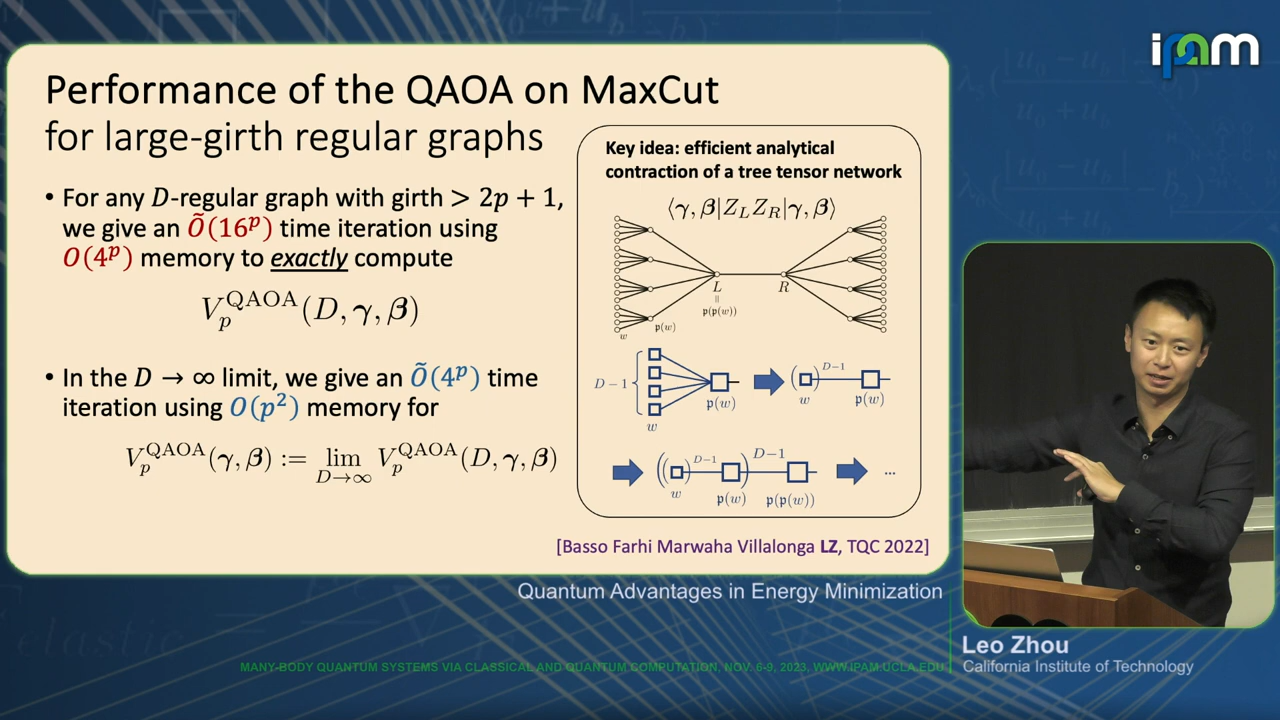 ipam
Performance of the QAOA on MaxCut
for large-girth regular graphs
• For any D-regular graph with girth > 2p + 1,
we give an Õ(16^p) time iteration using
O(4^p) memory to exactly compute
V_p^QAOA(D, γ, β)
• In the D → ∞ limit, we give an Õ(4^p) time
iteration using O(p²) memory for
V_p^QAOA(γ, β) := lim_{D→∞} V_p^QAOA(D, γ, β)
Key idea: efficient analytical
contraction of a tree tensor network
⟨γ, β|Z_L Z_R|γ, β⟩
L R
=
𝔭(𝔭(w))
w 𝔭(w)
D − 1
w 𝔭(w)
( w )^{D−1} 𝔭(w)
(( w )^{D−1} 𝔭(w) )^{D−1} 𝔭(𝔭(w)) ...
[Basso Farhi Marwaha Villalonga LZ, TQC 2022]
Quantum Advantages in Energy Minimization
Leo Zhou
California Institute of Technology
MANY-BODY QUANTUM SYSTEMS VIA CLASSICAL AND QUANTUM COMPUTATION, NOV. 6-9, 2023, WWW.IPAM.UCLA.EDU
elastic